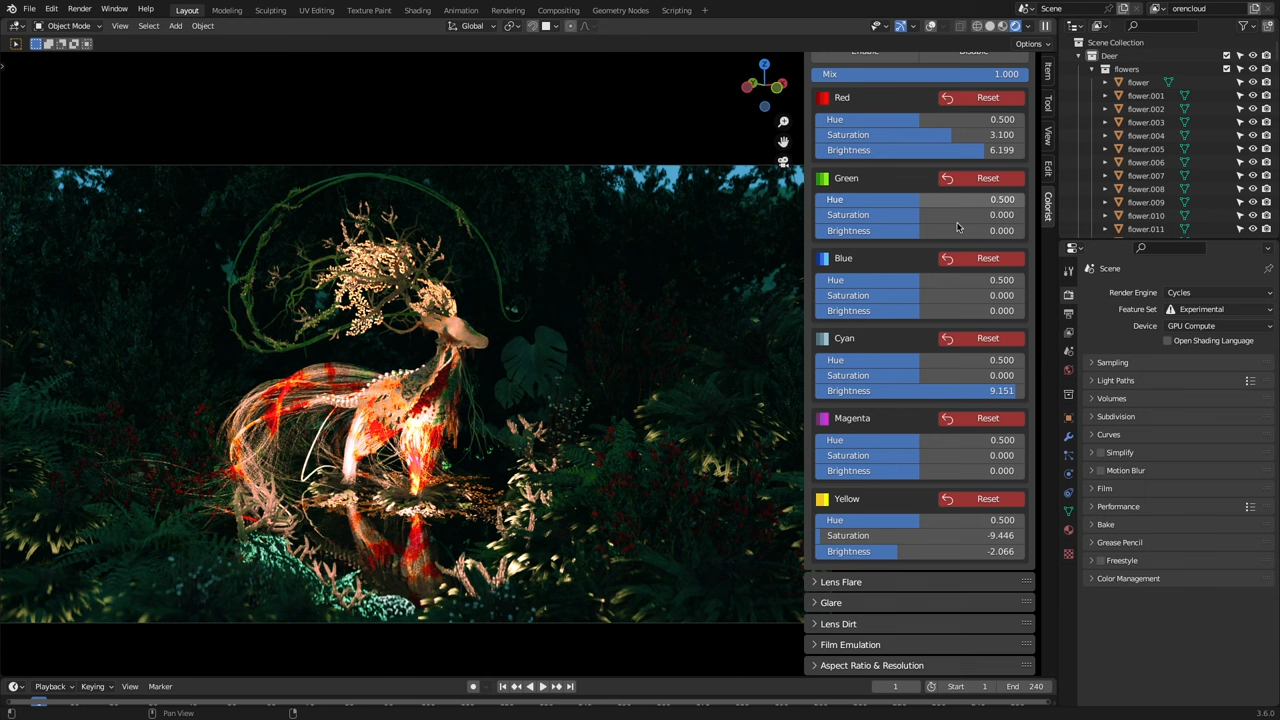 File Edit Render Window Help Layout Modeling Sculpting UV Editing Texture Paint Shading Animation Rendering Compositing Geometry Nodes Scripting + Scene orencloud
Object Mode View Select Add Object Global Options
Z
Item
Tool
View
Edit
Colorist
Mix 1.000
Red Reset
Hue 0.500
Saturation 3.100
Brightness 6.199
Green Reset
Hue 0.500
Saturation 0.000
Brightness 0.000
Blue Reset
Hue 0.500
Saturation 0.000
Brightness 0.000
Cyan Reset
Hue 0.500
Saturation 0.000
Brightness 9.151
Magenta Reset
Hue 0.500
Saturation 0.000
Brightness 0.000
Yellow Reset
Hue 0.500
Saturation -9.446
Brightness -2.066
Lens Flare
Glare
Lens Dirt
Film Emulation
Aspect Ratio & Resolution
Scene Collection
Deer
flowers
flower
flower.001
flower.002
flower.003
flower.004
flower.005
flower.006
flower.007
flower.008
flower.009
flower.010
flower.011
Scene
Render Engine Cycles
Feature Set Experimental
Device GPU Compute
Open Shading Language
Sampling
Light Paths
Volumes
Subdivision
Curves
Simplify
Motion Blur
Film
Performance
Bake
Grease Pencil
Freestyle
Color Management
Playback Keying View Marker 1 Start 1 End 240
Pan View 3.6.0